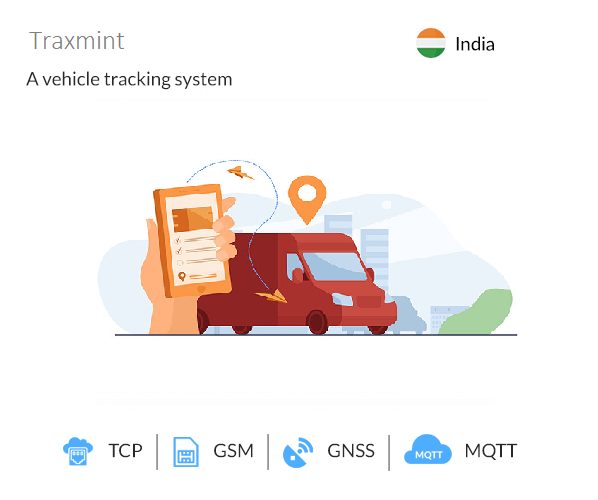 Traxmint
India
A vehicle tracking system
TCP
GSM
GNSS
MQTT
MQTT